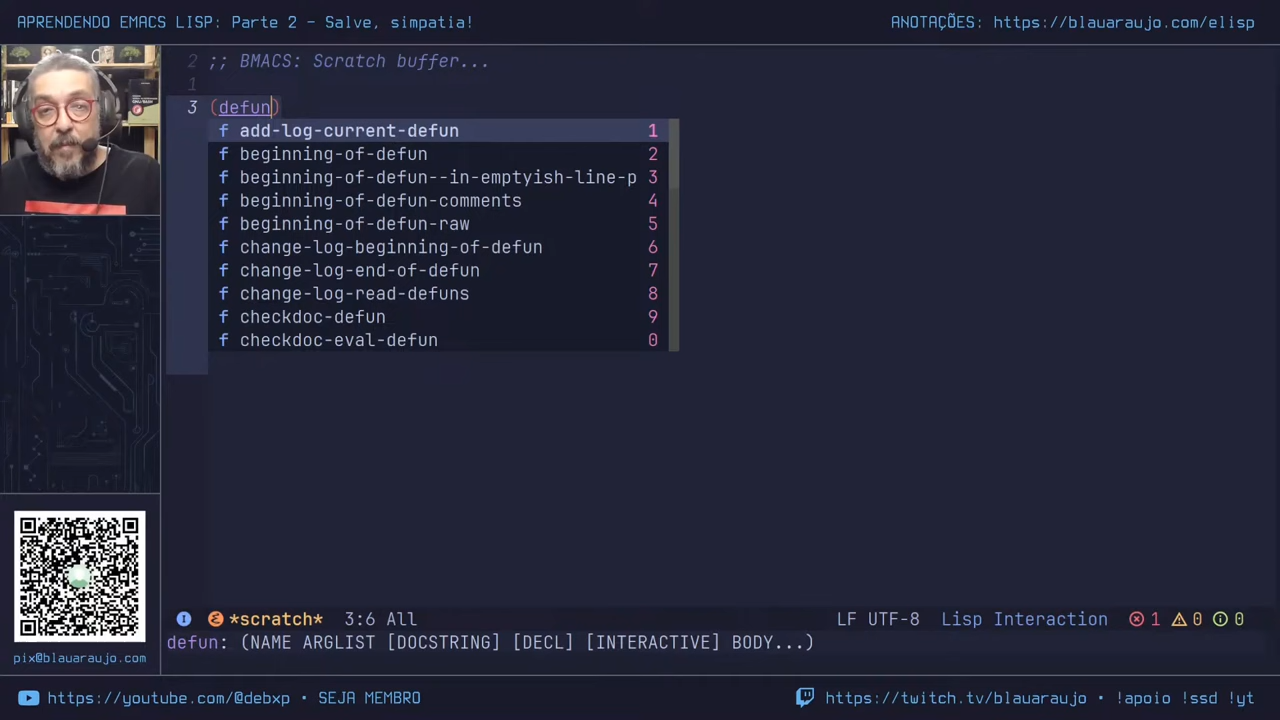 APRENDENDO EMACS LISP: Parte 2 - Salve, simpatia!
ANOTAÇÕES: https://blauaraujo.com/elisp
2 ;; BMACS: Scratch buffer...
1
3 (defun)
f add-log-current-defun 1
f beginning-of-defun 2
f beginning-of-defun--in-emptyish-line-p 3
f beginning-of-defun-comments 4
f beginning-of-defun-raw 5
f change-log-beginning-of-defun 6
f change-log-end-of-defun 7
f change-log-read-defuns 8
f checkdoc-defun 9
f checkdoc-eval-defun 0
I *scratch* 3:6 All LF UTF-8 Lisp Interaction 1 0 0
defun: (NAME ARGLIST [DOCSTRING] [DECL] [INTERACTIVE] BODY...)
pix@blauaraujo.com
https://youtube.com/@debxp • SEJA MEMBRO
https://twitch.tv/blauaraujo • !apoio !ssd !yt